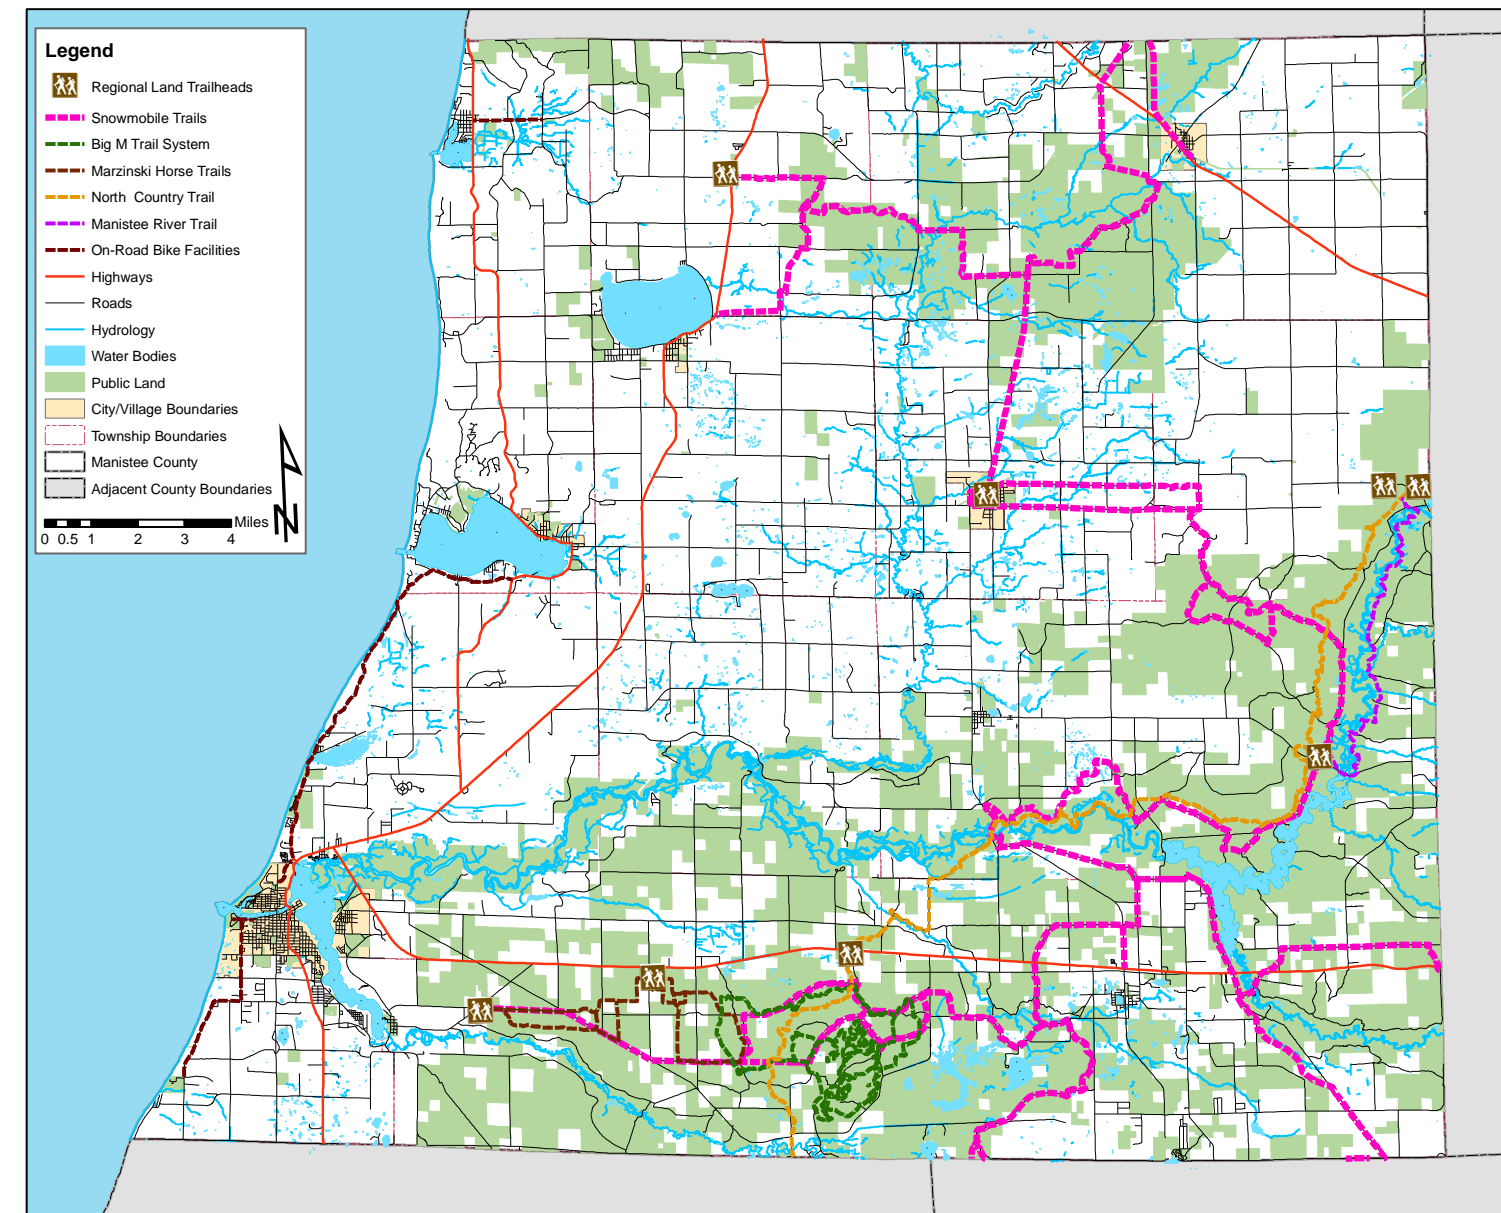 Legend
Regional Land Trailheads
Snowmobile Trails
Big M Trail System
Marzinski Horse Trails
North Country Trail
Manistee River Trail
On-Road Bike Facilities
Highways
Roads
Hydrology
Water Bodies
Public Land
City/Village Boundaries
Township Boundaries
Manistee County
Adjacent County Boundaries
Miles
0 0.5 1 2 3 4
N